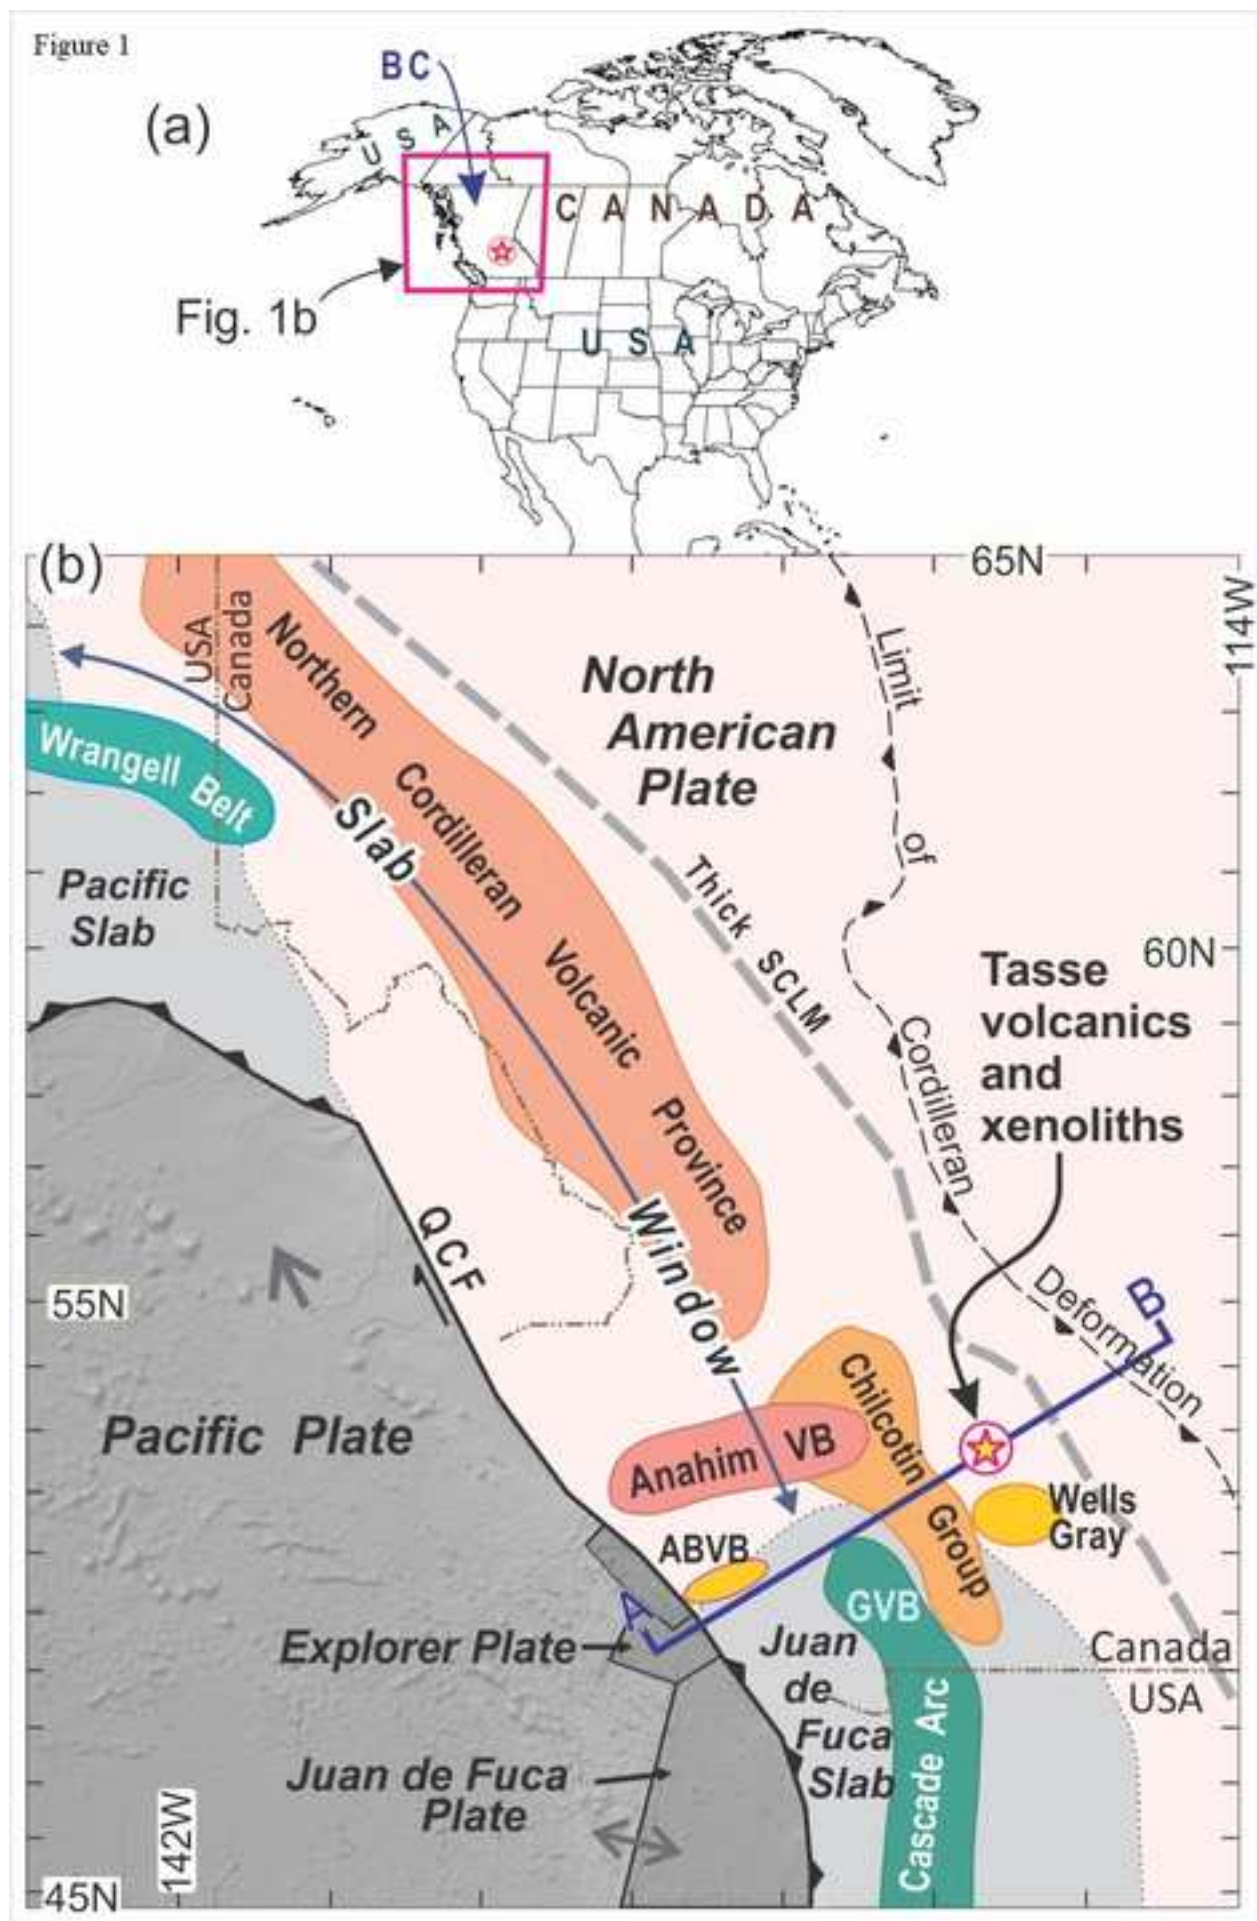 Figure 1
BC
(a)
USA
CANADA
Fig. 1b
USA
(b)
65N
114W
USA
Canada
Northern Cordilleran Volcanic Province
North
American
Plate
Limit of Cordilleran Deformation
Wrangell Belt
Slab Window
Thick SCLM
Pacific
Slab
60N
Tasse
volcanics
and
xenoliths
QCF
55N
B
Pacific Plate
Chilcotin Group
Anahim VB
Wells
Gray
ABVB
A
GVB
Explorer Plate
Juan
de
Fuca
Slab
Canada
USA
Juan de Fuca
Plate
Cascade Arc
142W
45N